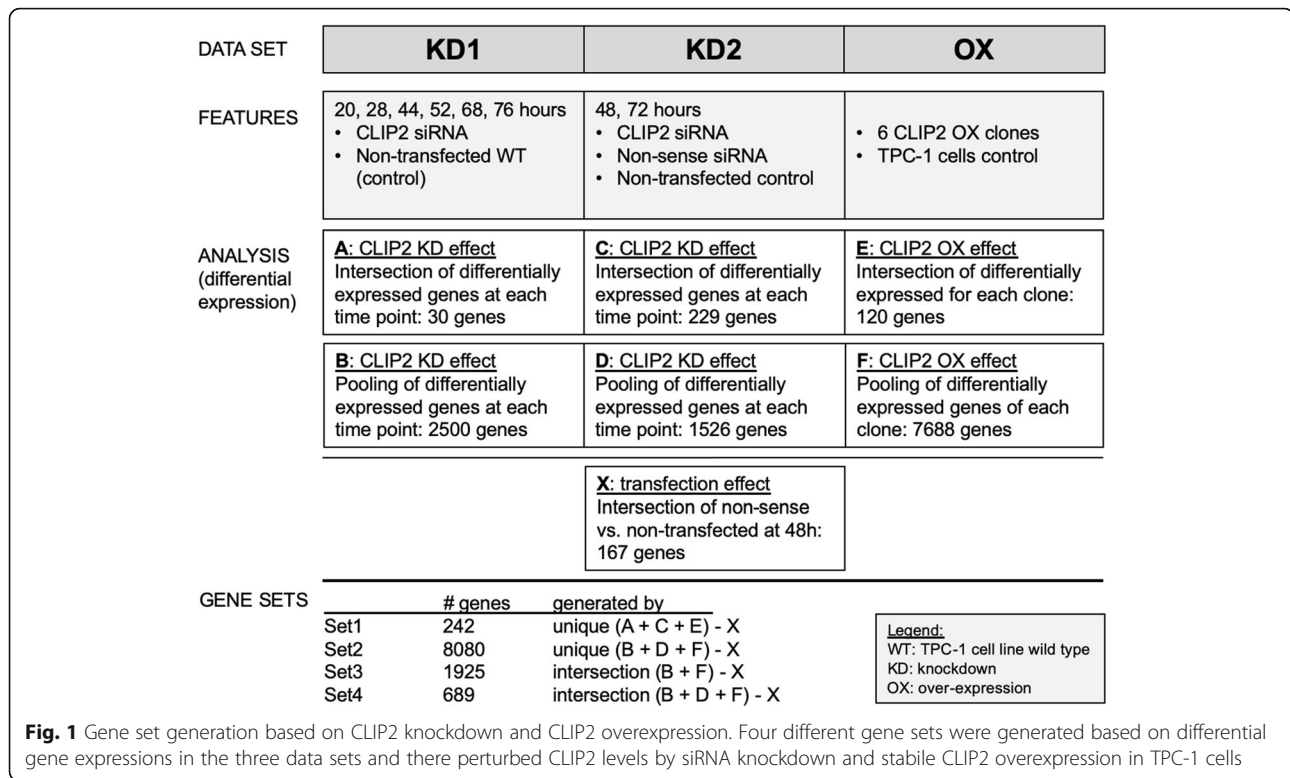 DATA SET
KD1
KD2
OX
FEATURES
20, 28, 44, 52, 68, 76 hours
• CLIP2 siRNA
• Non-transfected WT
(control)
48, 72 hours
• CLIP2 siRNA
• Non-sense siRNA
• Non-transfected control
• 6 CLIP2 OX clones
• TPC-1 cells control
ANALYSIS
(differential
expression)
A: CLIP2 KD effect
Intersection of differentially
expressed genes at each
time point: 30 genes
C: CLIP2 KD effect
Intersection of differentially
expressed genes at each
time point: 229 genes
E: CLIP2 OX effect
Intersection of differentially
expressed for each clone:
120 genes
B: CLIP2 KD effect
Pooling of differentially
expressed genes at each
time point: 2500 genes
D: CLIP2 KD effect
Pooling of differentially
expressed genes at each
time point: 1526 genes
F: CLIP2 OX effect
Pooling of differentially
expressed genes of each
clone: 7688 genes
X: transfection effect
Intersection of non-sense
vs. non-transfected at 48h:
167 genes
GENE SETS
# genes generated by
Set1 242 unique (A + C + E) - X
Set2 8080 unique (B + D + F) - X
Set3 1925 intersection (B + F) - X
Set4 689 intersection (B + D + F) - X
Legend:
WT: TPC-1 cell line wild type
KD: knockdown
OX: over-expression
Fig. 1 Gene set generation based on CLIP2 knockdown and CLIP2 overexpression. Four different gene sets were generated based on differential
gene expressions in the three data sets and there perturbed CLIP2 levels by siRNA knockdown and stabile CLIP2 overexpression in TPC-1 cells